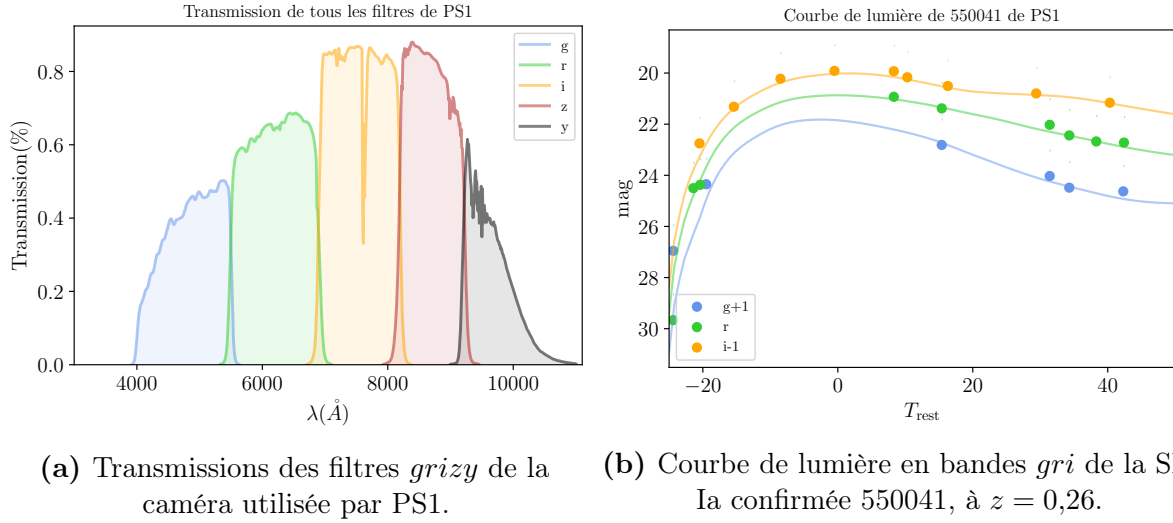 Transmission de tous les filtres de PS1
Transmission(%)
0.8
0.6
0.4
0.2
0.0
4000 6000 8000 10000
λ(Å)
g
r
i
z
y
Courbe de lumière de 550041 de PS1
mag
20
22
24
26
28
30
−20 0 20 40
T_rest
g+1
r
i-1
(a) Transmissions des filtres grizy de la
caméra utilisée par PS1.
(b) Courbe de lumière en bandes gri de la
Ia confirmée 550041, à z = 0,26.